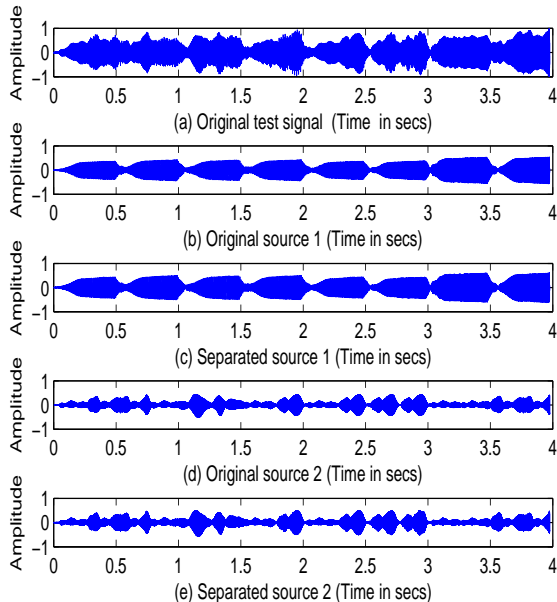 Amplitude
1
0
−1
0 0.5 1 1.5 2 2.5 3 3.5 4
(a) Original test signal (Time in secs)
Amplitude
1
0
−1
0 0.5 1 1.5 2 2.5 3 3.5 4
(b) Original source 1 (Time in secs)
Amplitude
1
0
−1
0 0.5 1 1.5 2 2.5 3 3.5 4
(c) Separated source 1 (Time in secs)
Amplitude
1
0
−1
0 0.5 1 1.5 2 2.5 3 3.5 4
(d) Original source 2 (Time in secs)
Amplitude
1
0
−1
0 0.5 1 1.5 2 2.5 3 3.5 4
(e) Separated source 2 (Time in secs)